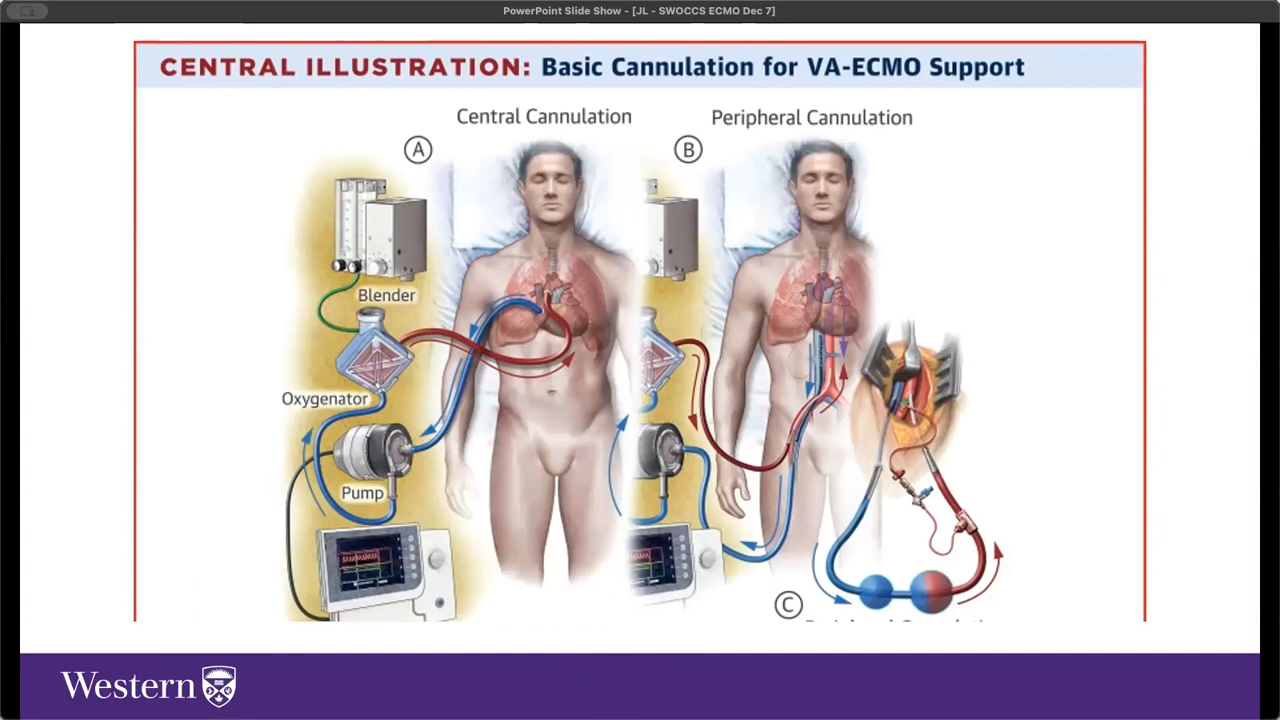 PowerPoint Slide Show - [JL - SWOCCS ECMO Dec 7]
CENTRAL ILLUSTRATION: Basic Cannulation for VA-ECMO Support
Central Cannulation
Peripheral Cannulation
A
B
Blender
Oxygenator
Pump
C
Western